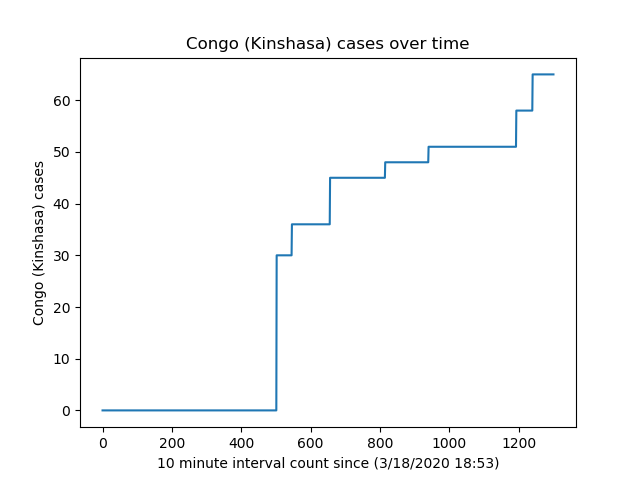 Congo (Kinshasa) cases over time
Congo (Kinshasa) cases
60
50
40
30
20
10
0
0 200 400 600 800 1000 1200
10 minute interval count since (3/18/2020 18:53)